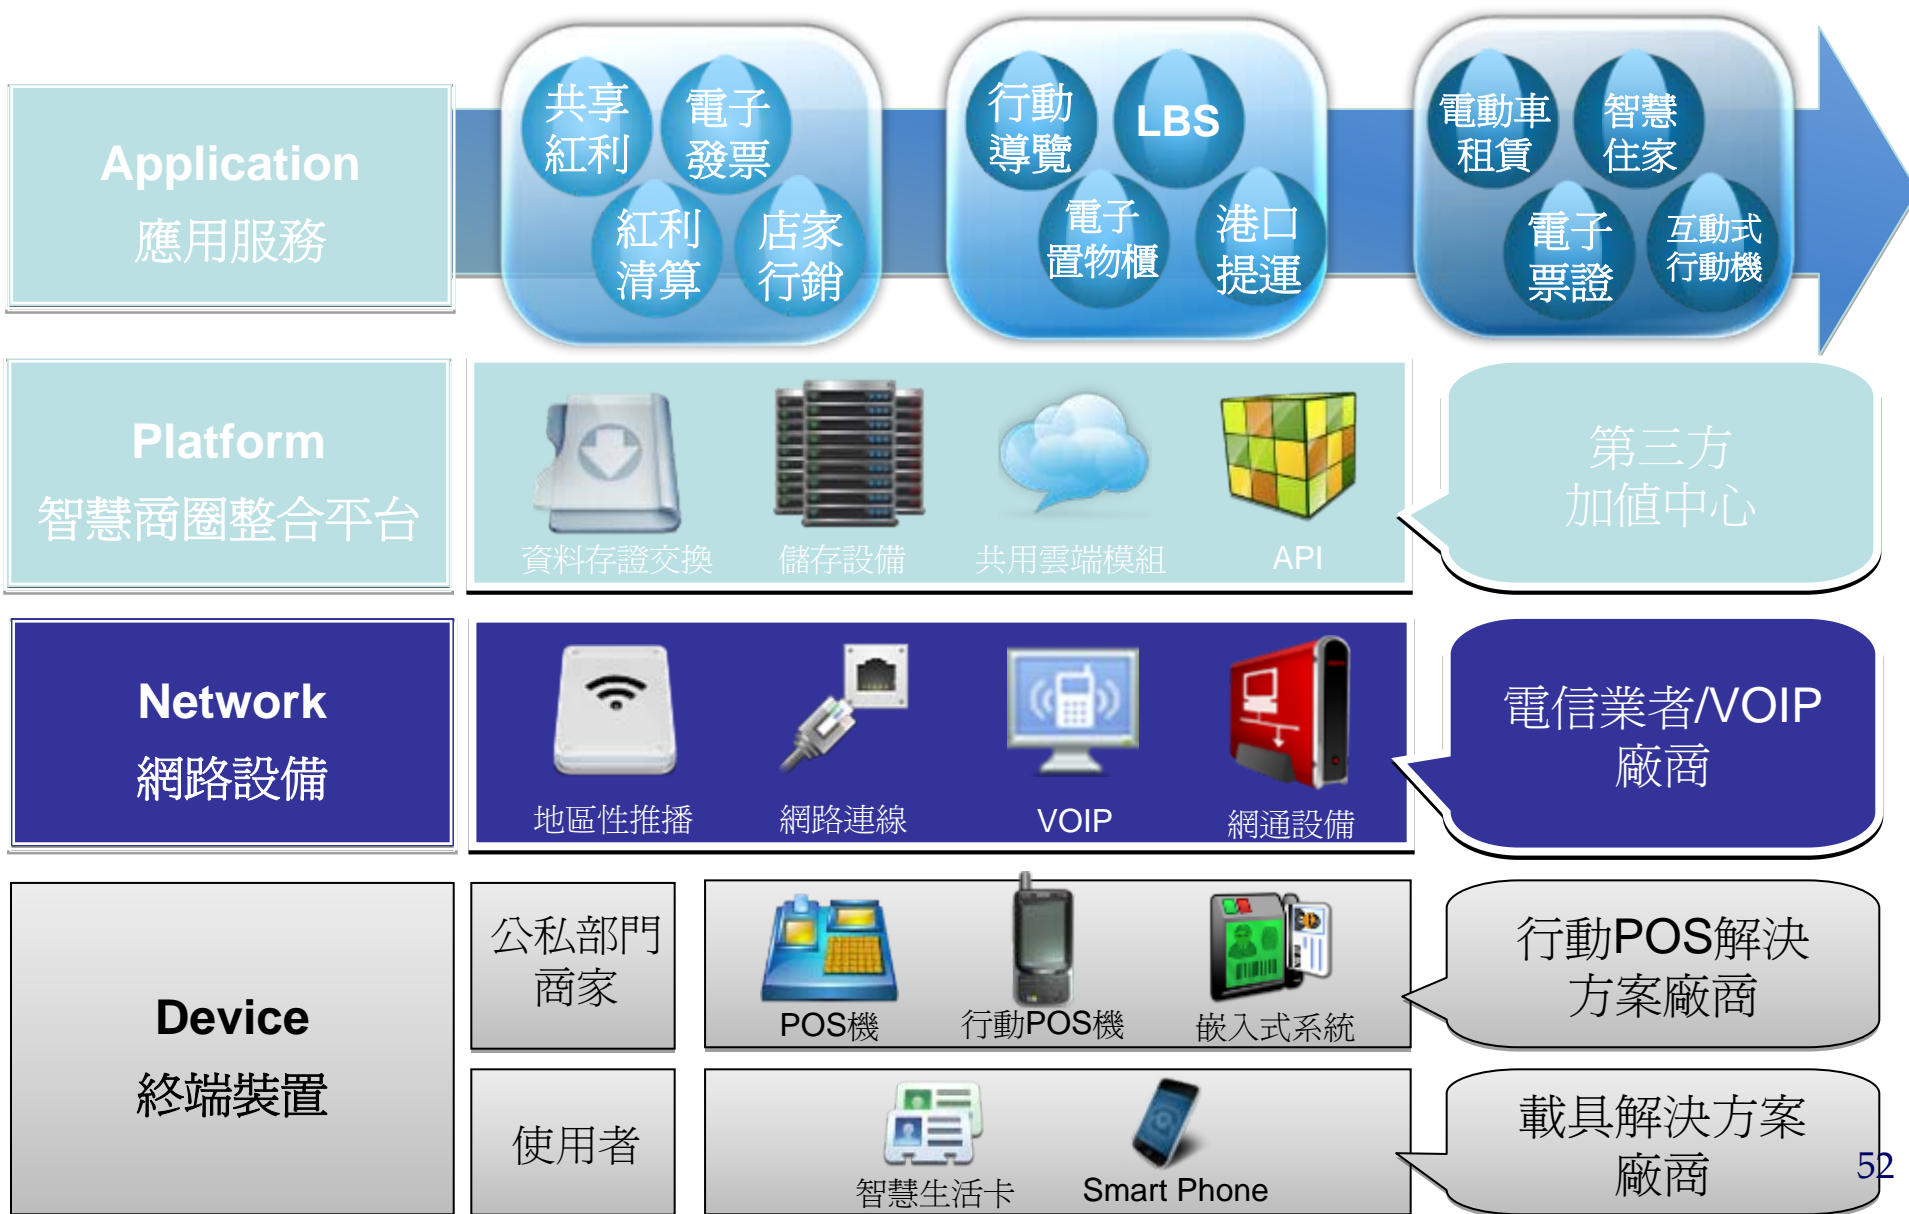 Application
應用服務
共享
紅利
電子
發票
紅利
清算
店家
行銷
行動
導覽
LBS
電子
置物櫃
港口
提運
電動車
租賃
智慧
住家
電子
票證
互動式
行動機
Platform
智慧商圈整合平台
資料存證交換
儲存設備
共用雲端模組
API
第三方
加值中心
Network
網路設備
地區性推播
網路連線
VOIP
網通設備
電信業者/VOIP
廠商
Device
終端裝置
公私部門
商家
POS機
行動POS機
嵌入式系統
行動POS解決
方案廠商
使用者
智慧生活卡
Smart Phone
載具解決方案
廠商
52